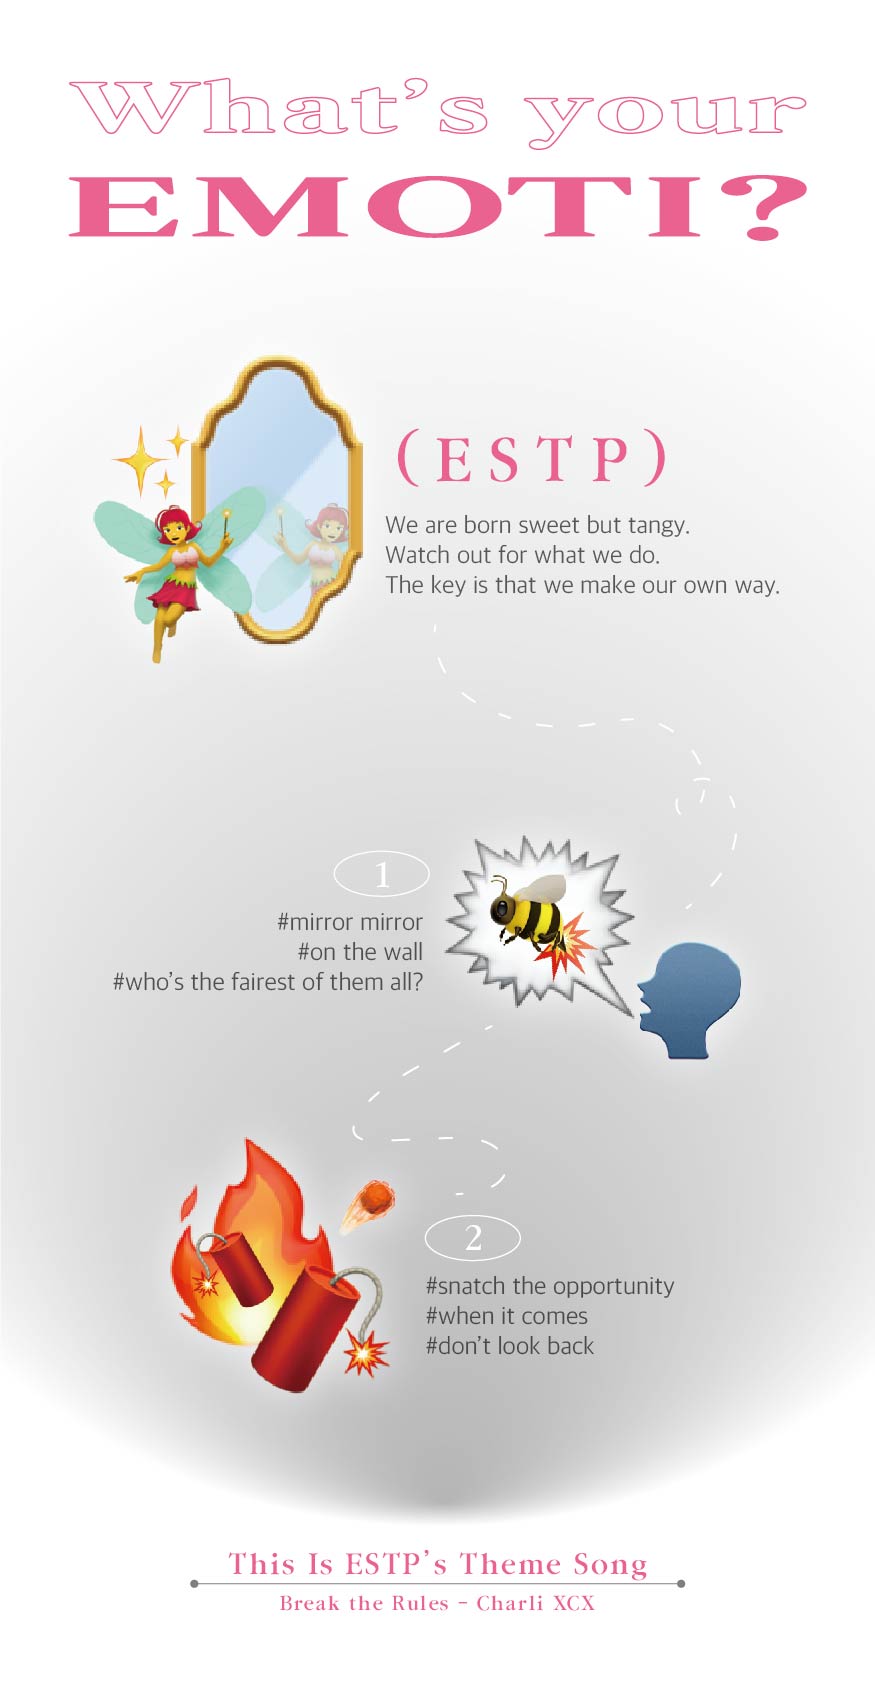 What's your
EMOTI?
(ESTP)
We are born sweet but tangy.
Watch out for what we do.
The key is that we make our own way.
1
#mirror mirror
#on the wall
#who's the fairest of them all?
2
#snatch the opportunity
#when it comes
#don't look back
This Is ESTP's Theme Song
Break the Rules - Charli XCX